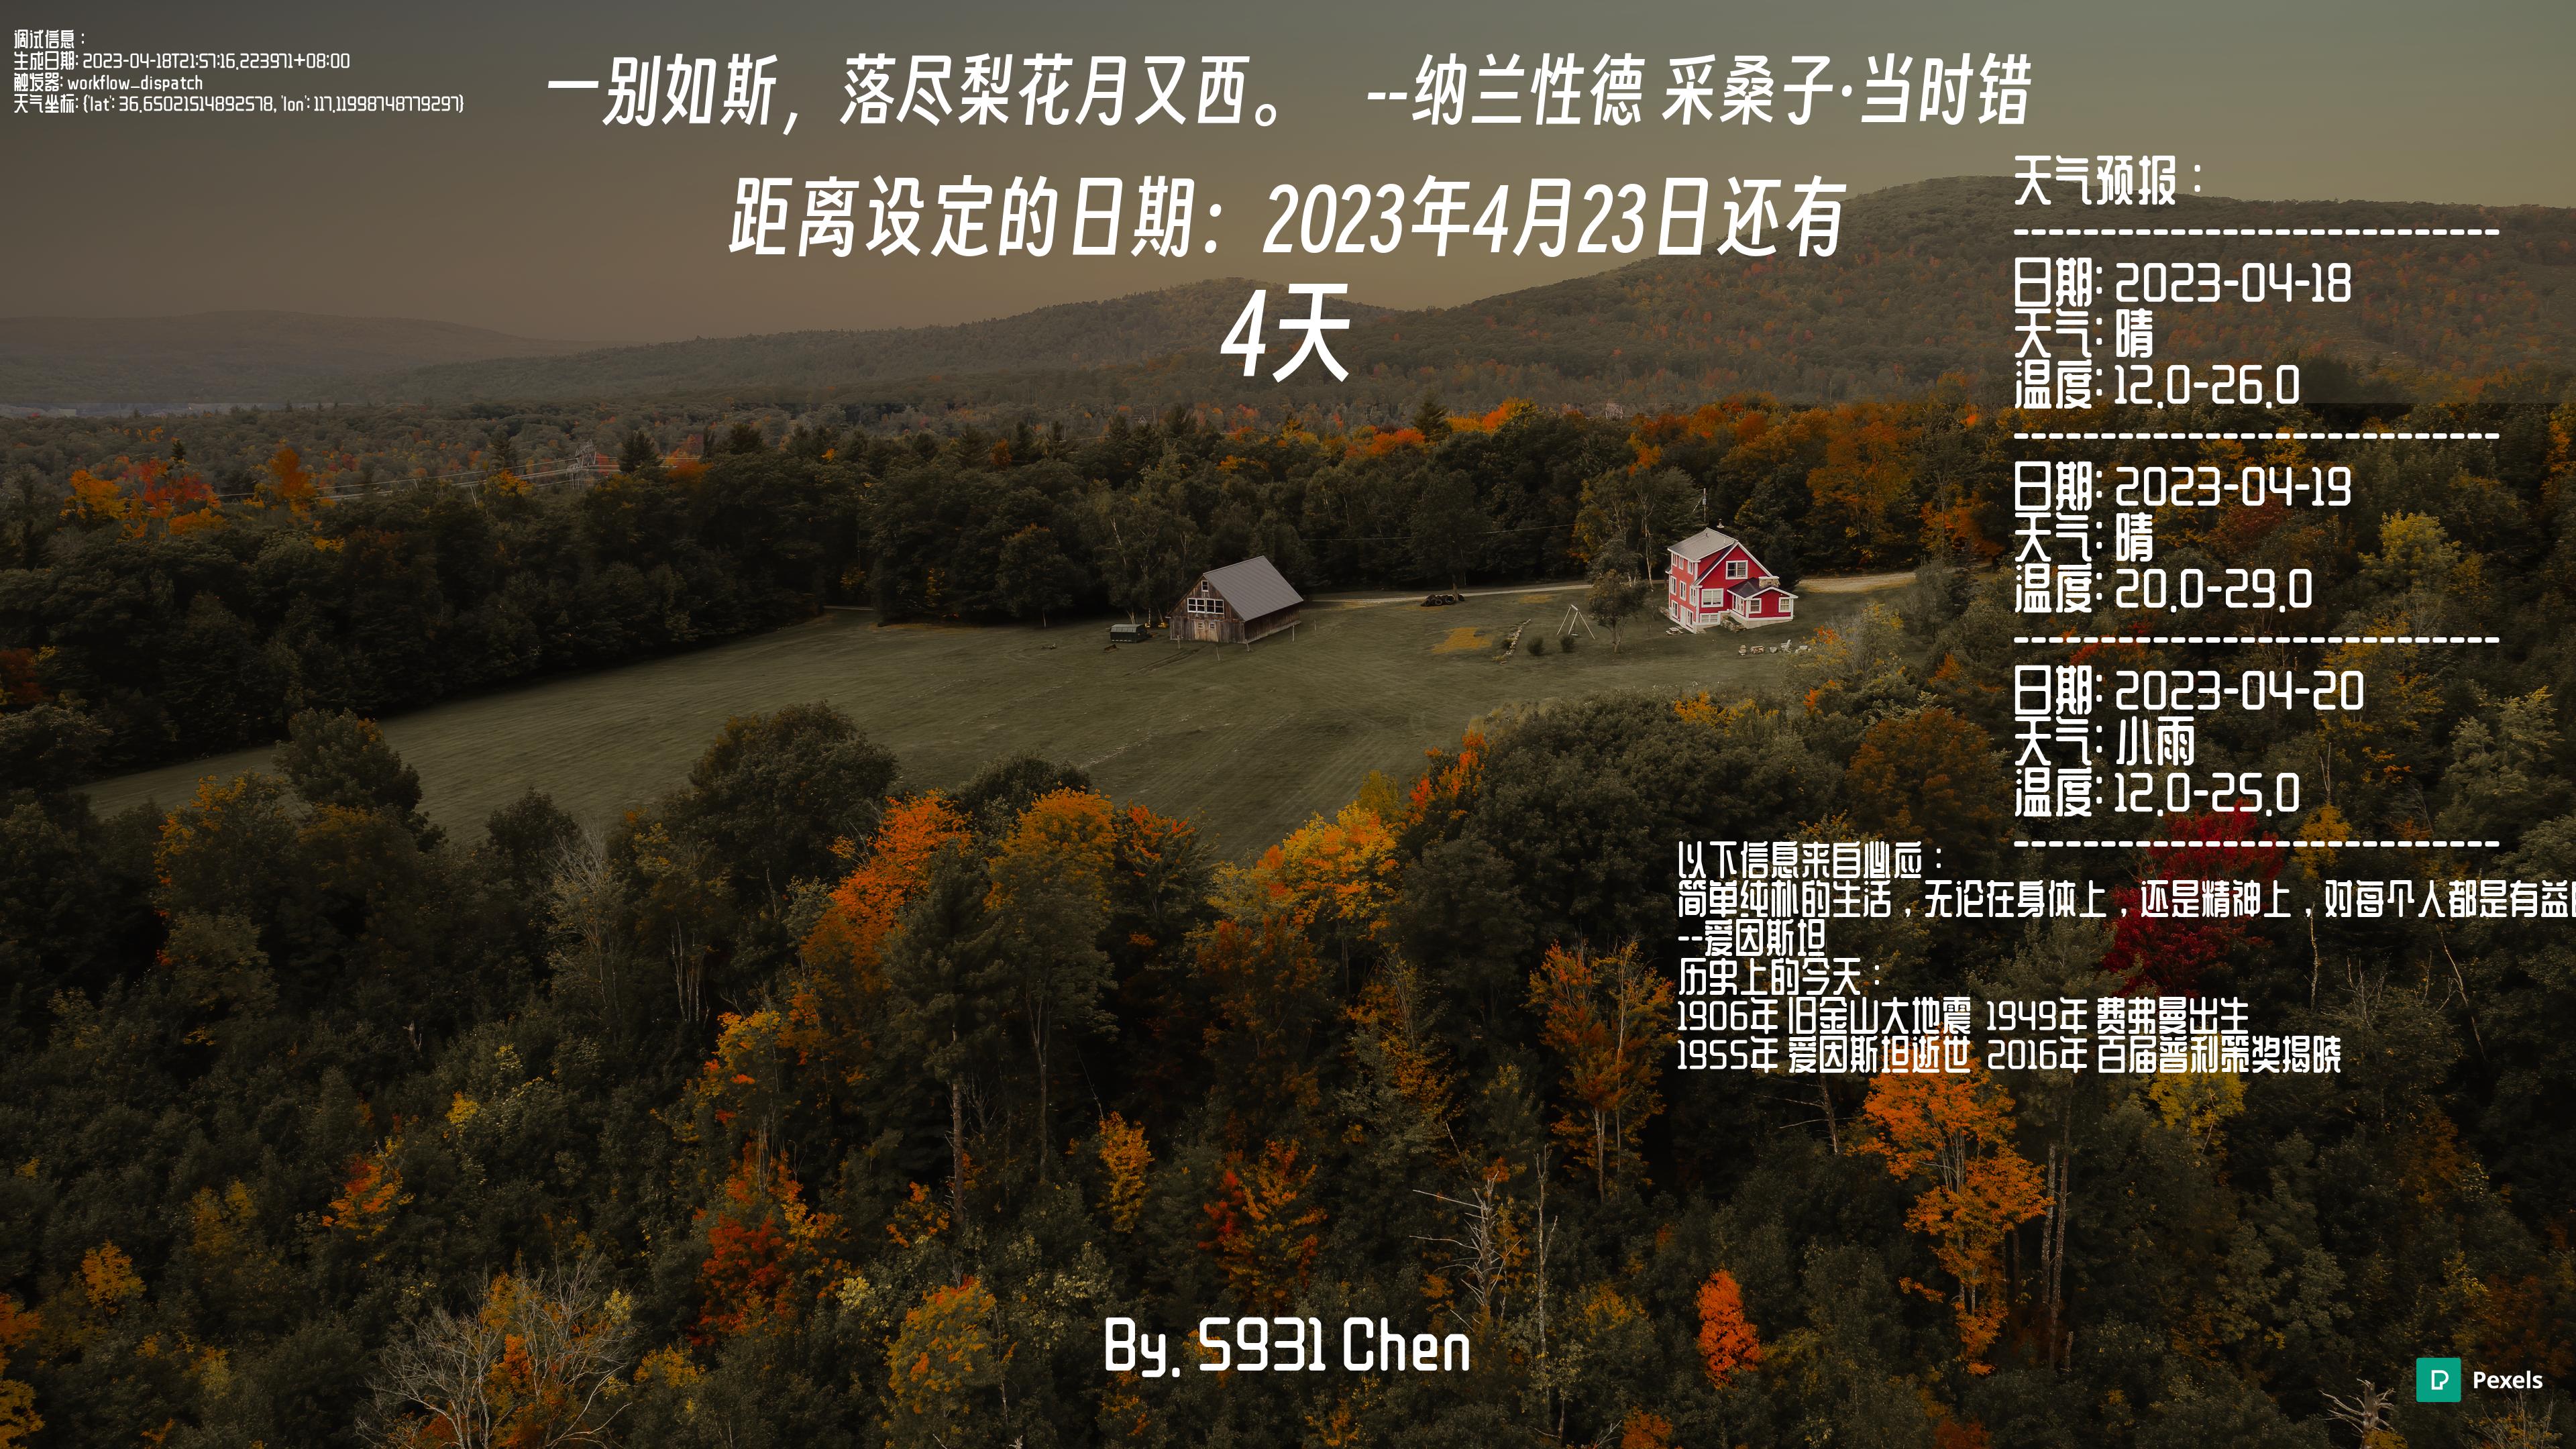 调试信息：
生成日期: 2023-04-18T21:57:16.223971+08:00
触发器: workflow_dispatch
天气坐标: {'lat': 36.65021514892578, 'lon': 117.11998748779297}
一别如斯，落尽梨花月又西。 --纳兰性德 采桑子·当时错
距离设定的日期：2023年4月23日还有
4天
天气预报：
----------------------------
日期: 2023-04-18
天气: 晴
温度: 12.0-26.0
----------------------------
日期: 2023-04-19
天气: 晴
温度: 20.0-29.0
----------------------------
日期: 2023-04-20
天气: 小雨
温度: 12.0-25.0
----------------------------
以下信息来自必应：
简单纯朴的生活，无论在身体上，还是精神上，对每个人都是有益
--爱因斯坦
历史上的今天：
1906年 旧金山大地震 1949年 费弗曼出生
1955年 爱因斯坦逝世 2016年 百届普利策奖揭晓
By. S931 Chen
Pexels